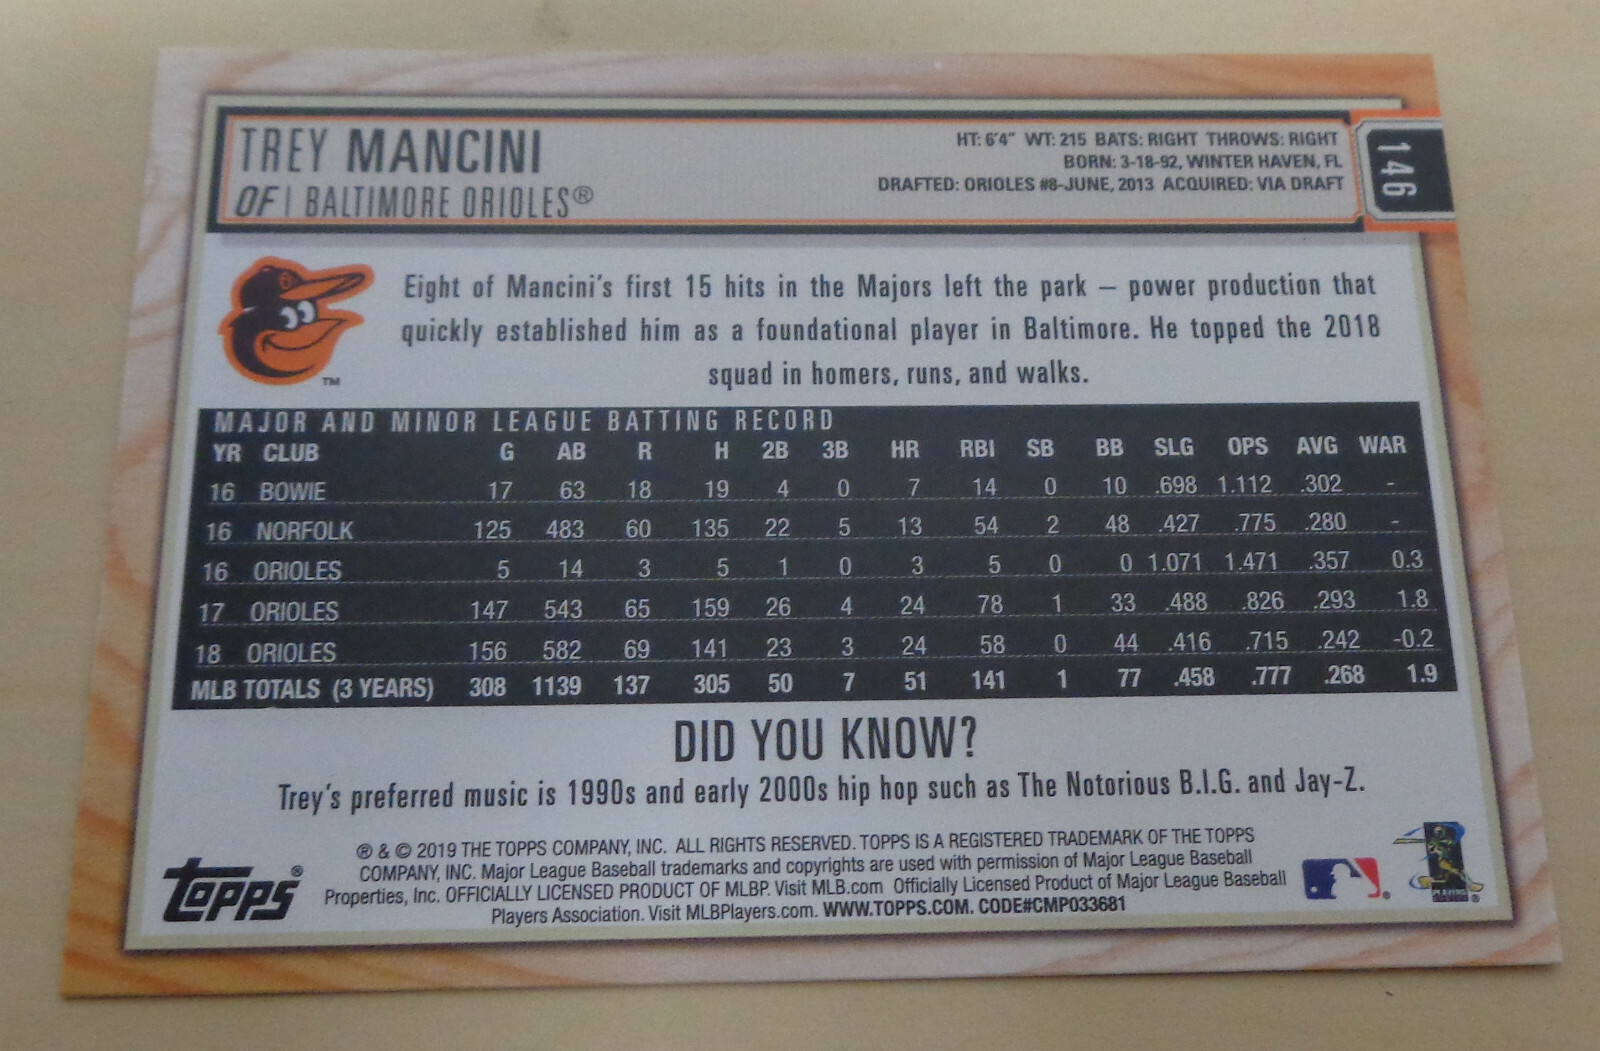 TREY MANCINI
OF | BALTIMORE ORIOLES®
HT: 6'4" WT: 215 BATS: RIGHT THROWS: RIGHT
BORN: 3-18-92, WINTER HAVEN, FL
DRAFTED: ORIOLES #8-JUNE, 2013 ACQUIRED: VIA DRAFT
146
Eight of Mancini's first 15 hits in the Majors left the park – power production that
quickly established him as a foundational player in Baltimore. He topped the 2018
squad in homers, runs, and walks.
TM
MAJOR AND MINOR LEAGUE BATTING RECORD
YR CLUB G AB R H 2B 3B HR RBI SB BB SLG OPS AVG WAR
16 BOWIE 17 63 18 19 4 0 7 14 0 10 .698 1.112 .302 -
16 NORFOLK 125 483 60 135 22 5 13 54 2 48 .427 .775 .280 -
16 ORIOLES 5 14 3 5 1 0 3 5 0 0 1.071 1.471 .357 0.3
17 ORIOLES 147 543 65 159 26 4 24 78 1 33 .488 .826 .293 1.8
18 ORIOLES 156 582 69 141 23 3 24 58 0 44 .416 .715 .242 -0.2
MLB TOTALS (3 YEARS) 308 1139 137 305 50 7 51 141 1 77 .458 .777 .268 1.9
DID YOU KNOW?
Trey's preferred music is 1990s and early 2000s hip hop such as The Notorious B.I.G. and Jay-Z.
® & © 2019 THE TOPPS COMPANY, INC. ALL RIGHTS RESERVED. TOPPS IS A REGISTERED TRADEMARK OF THE TOPPS
COMPANY, INC. Major League Baseball trademarks and copyrights are used with permission of Major League Baseball
Properties, Inc. OFFICIALLY LICENSED PRODUCT OF MLBP. Visit MLB.com Officially Licensed Product of Major League Baseball
Players Association. Visit MLBPlayers.com. WWW.TOPPS.COM. CODE#CMP033681
topps®
PLAYERS